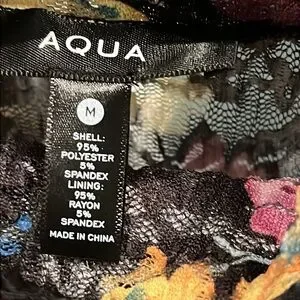 AQUA
M
SHELL:
95%
POLYESTER
5%
SPANDEX
LINING:
95%
RAYON
5%
SPANDEX
MADE IN CHINA